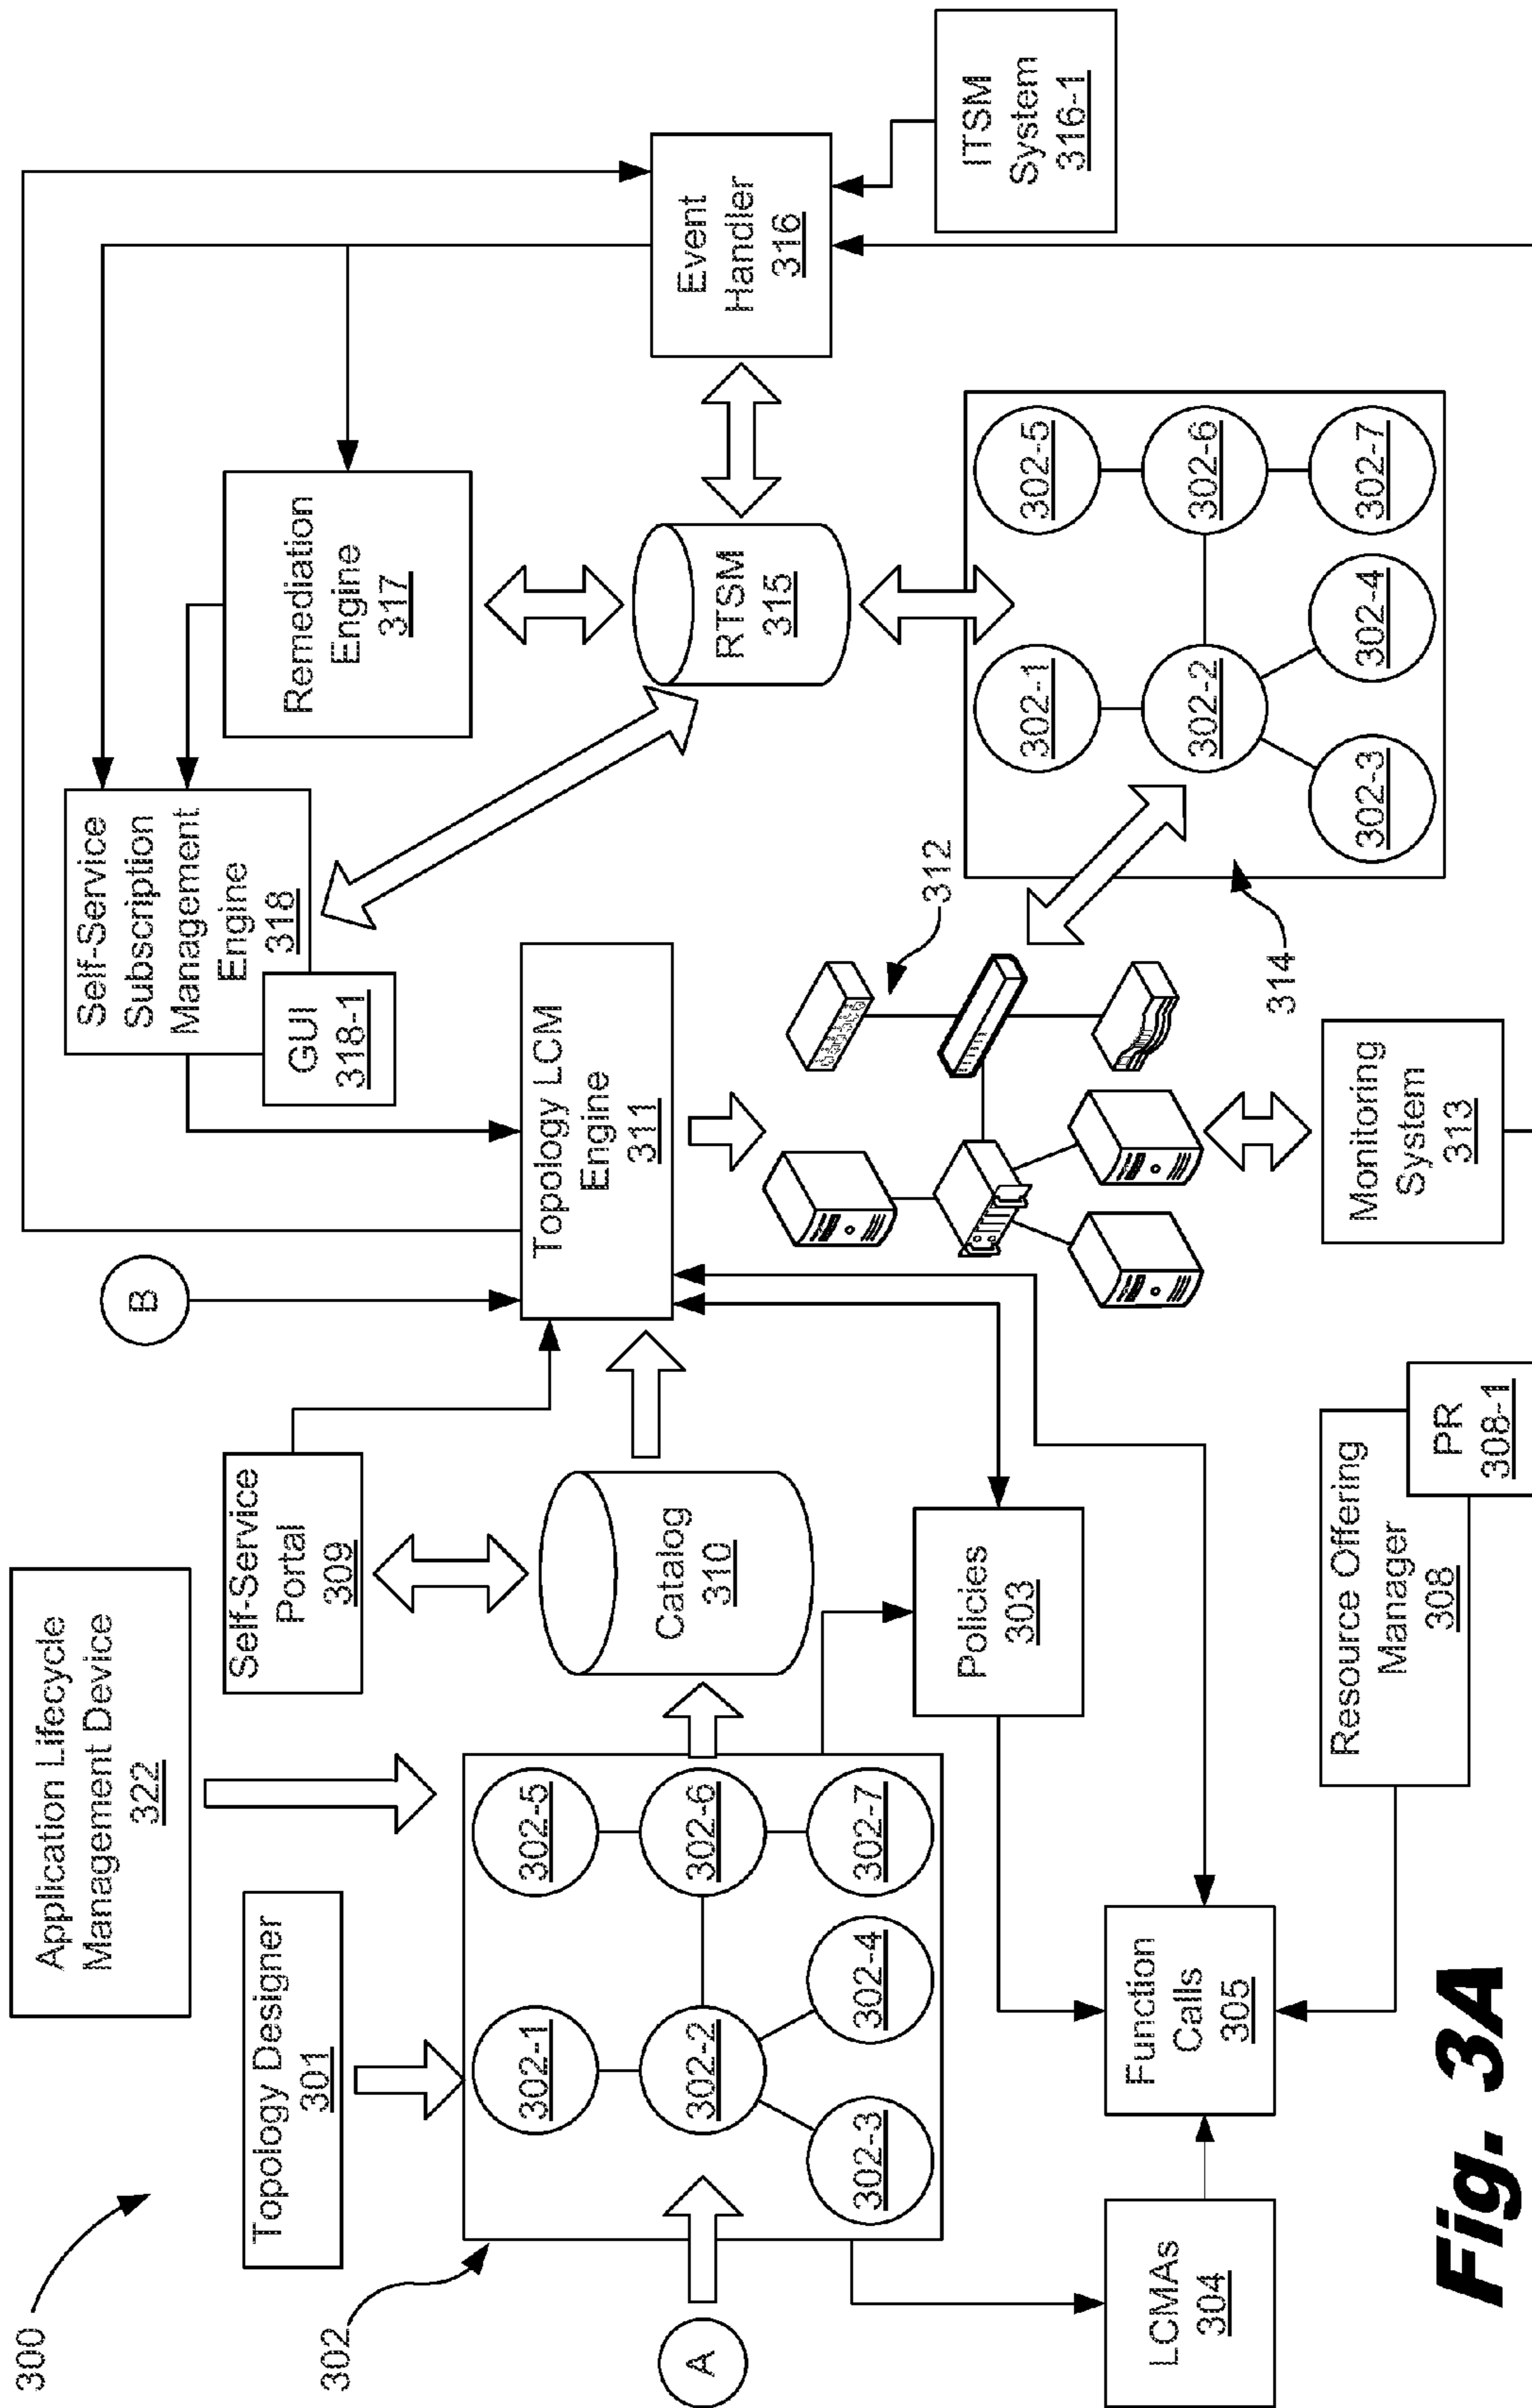 300
Application Lifecycle
Management Device
322
Topology Designer
301
302
302-1
302-2
302-3
302-4
302-5
302-6
302-7
A
LCMAs
304
Function
Calls
305
Policies
303
Resource Offering
Manager
308
PR
308-1
Self-Service
Portal
309
Catalog
310
B
Topology LCM
Engine
311
312
Monitoring
System
313
314
302-1
302-2
302-3
302-4
302-5
302-6
302-7
Self-Service
Subscription
Management
Engine
318
GUI
318-1
Remediation
Engine
317
RTSM
315
Event
Handler
316
ITSM
System
316-1
Fig. 3A